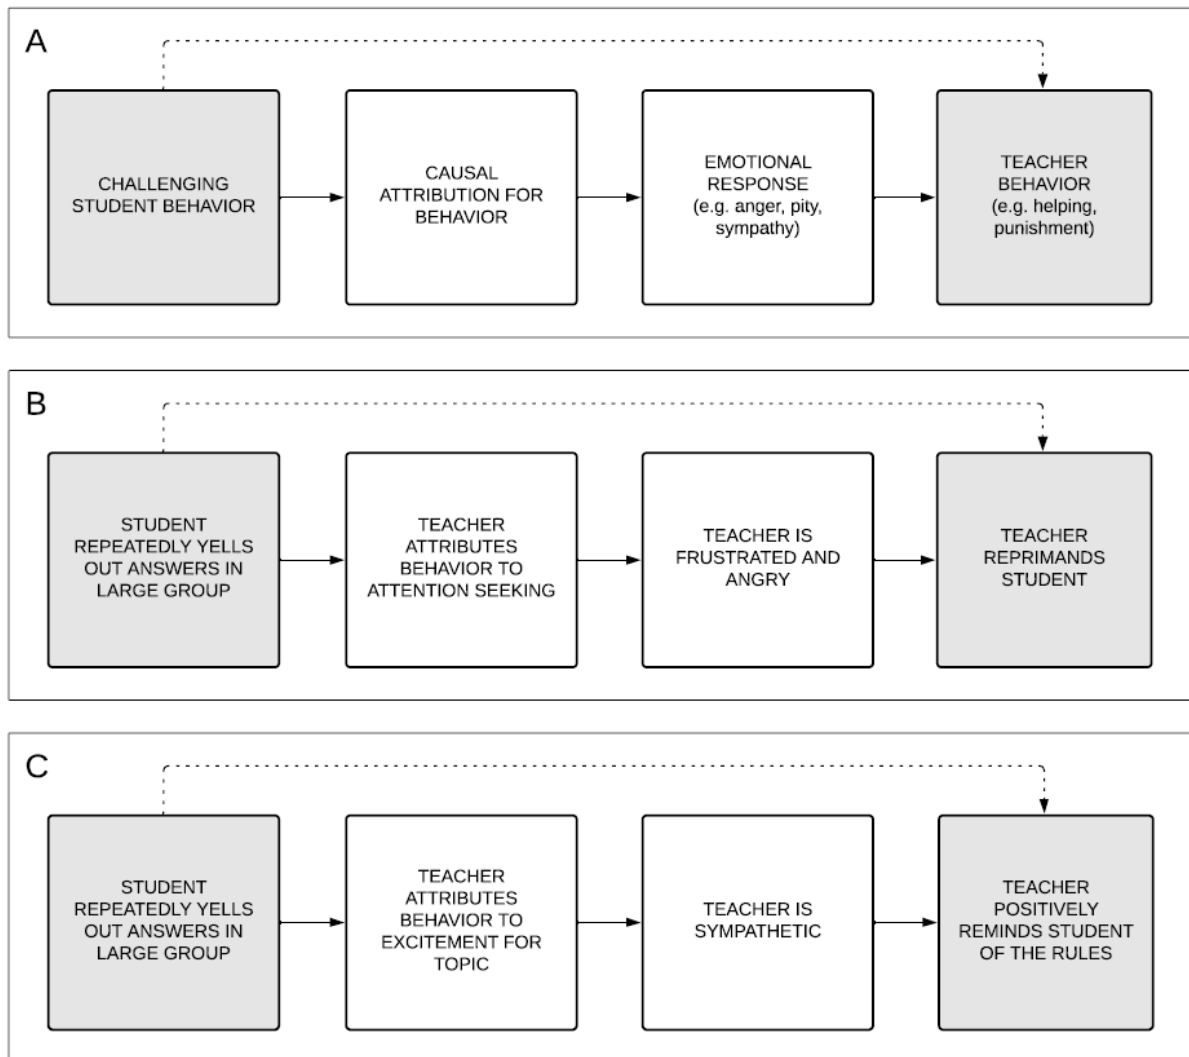 A
CHALLENGING
STUDENT BEHAVIOR
CAUSAL
ATTRIBUTION FOR
BEHAVIOR
EMOTIONAL
RESPONSE
(e.g. anger, pity,
sympathy)
TEACHER
BEHAVIOR
(e.g. helping,
punishment)
B
STUDENT
REPEATEDLY YELLS
OUT ANSWERS IN
LARGE GROUP
TEACHER
ATTRIBUTES
BEHAVIOR TO
ATTENTION SEEKING
TEACHER IS
FRUSTRATED AND
ANGRY
TEACHER
REPRIMANDS
STUDENT
C
STUDENT
REPEATEDLY YELLS
OUT ANSWERS IN
LARGE GROUP
TEACHER
ATTRIBUTES
BEHAVIOR TO
EXCITEMENT FOR
TOPIC
TEACHER IS
SYMPATHETIC
TEACHER
POSITIVELY
REMINDS STUDENT
OF THE RULES